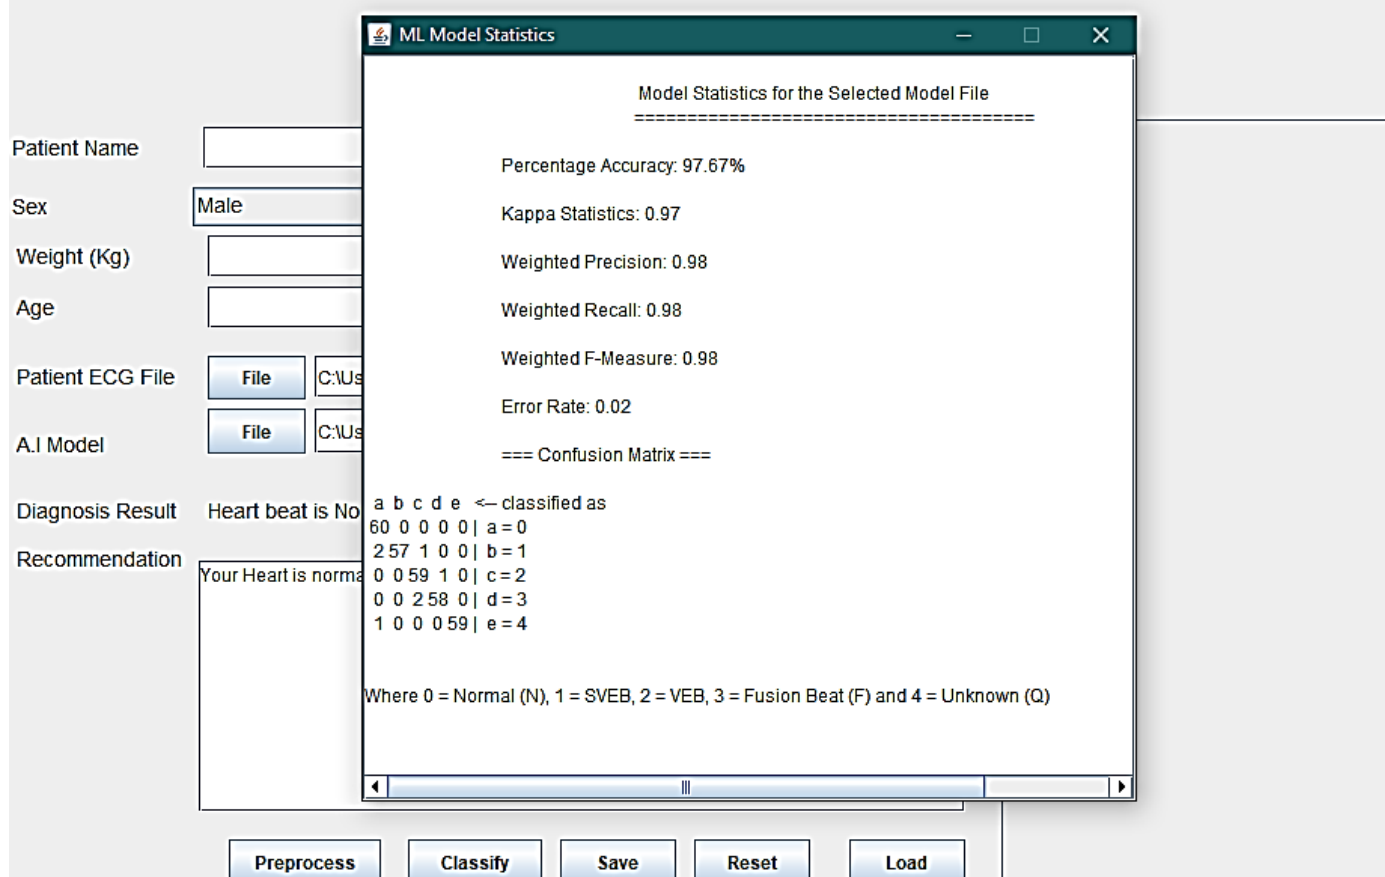 ML Model Statistics
Model Statistics for the Selected Model File
======================================
Percentage Accuracy: 97.67%
Kappa Statistics: 0.97
Weighted Precision: 0.98
Weighted Recall: 0.98
Weighted F-Measure: 0.98
Error Rate: 0.02
=== Confusion Matrix ===
a b c d e <-- classified as
60 0 0 0 0 | a = 0
2 57 1 0 0 | b = 1
0 0 59 1 0 | c = 2
0 0 2 58 0 | d = 3
1 0 0 0 59 | e = 4
Where 0 = Normal (N), 1 = SVEB, 2 = VEB, 3 = Fusion Beat (F) and 4 = Unknown (Q)
Patient Name
Sex Male
Weight (Kg)
Age
Patient ECG File File C:\Us
A.I Model File C:\Us
Diagnosis Result Heart beat is No
Recommendation
Your Heart is norma
Preprocess Classify Save Reset Load